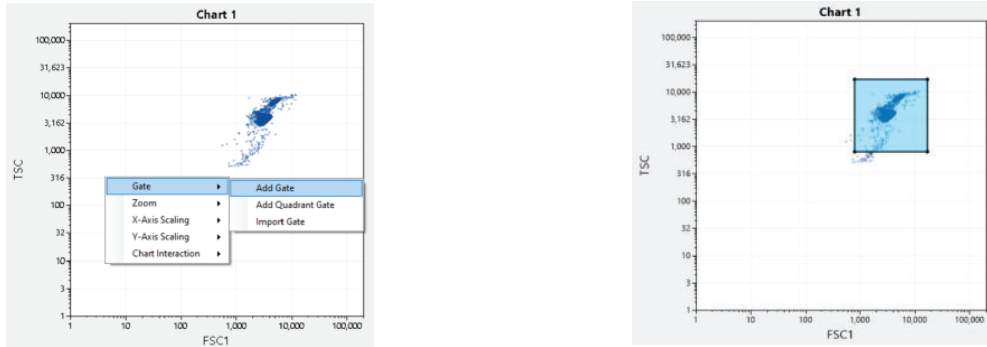 Chart 1
100,000
31,623
10,000
3,162
1,000
316
100
32
10
3
1
TSC
Gate
Zoom
X-Axis Scaling
Y-Axis Scaling
Chart Interaction
Add Gate
Add Quadrant Gate
Import Gate
1 10 100 1,000 10,000 100,000
FSC1
Chart 1
100,000
31,623
10,000
3,162
1,000
316
100
32
10
3
1
TSC
1 10 100 1,000 10,000 100,000
FSC1